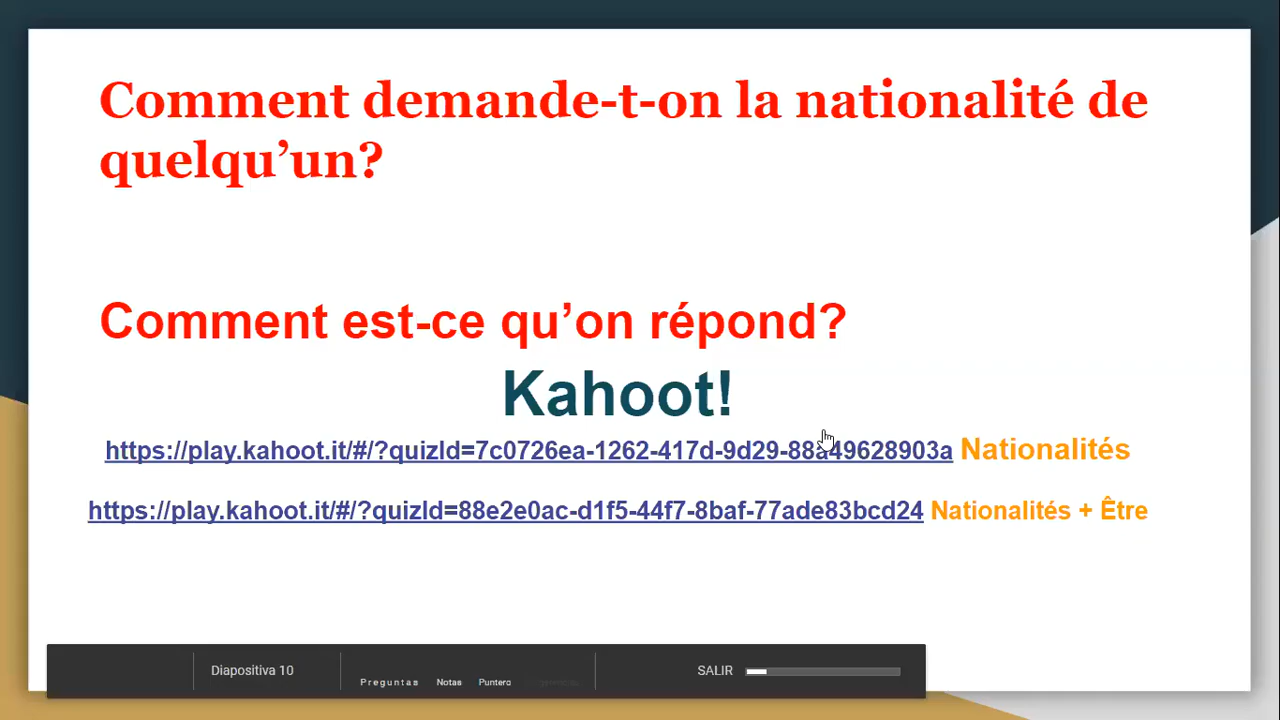 Comment demande-t-on la nationalité de
quelqu’un?
Comment est-ce qu’on répond?
Kahoot!
https://play.kahoot.it/#/?quizId=7c0726ea-1262-417d-9d29-88a49628903a Nationalités
https://play.kahoot.it/#/?quizId=88e2e0ac-d1f5-44f7-8baf-77ade83bcd24 Nationalités + Être
Diapositiva 10 Preguntas Notas Puntero SALIR